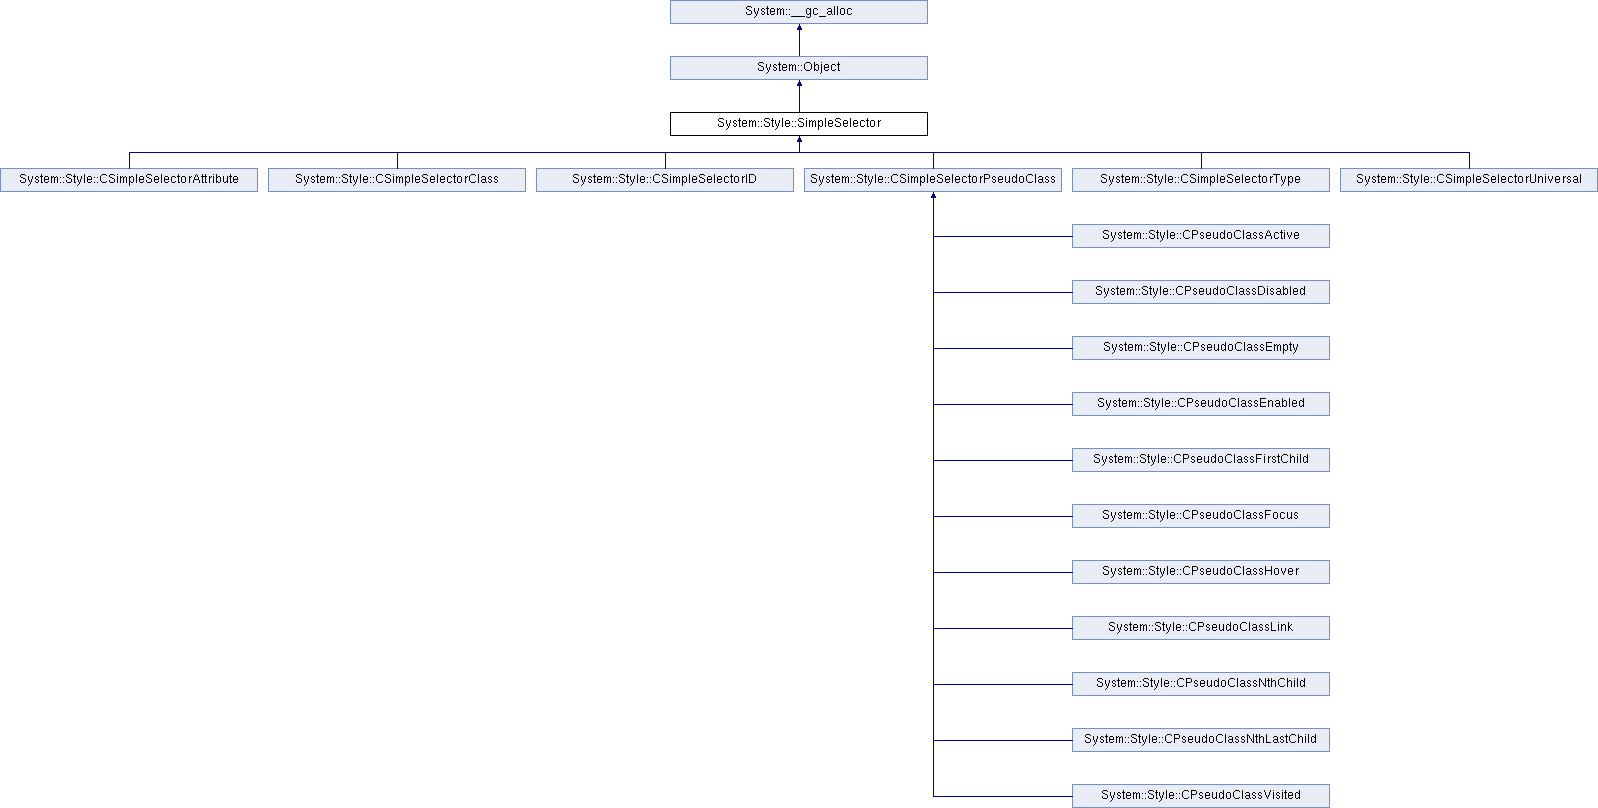 System::__gc_alloc
System::Object
System::Style::SimpleSelector
System::Style::CSimpleSelectorAttribute
System::Style::CSimpleSelectorClass
System::Style::CSimpleSelectorID
System::Style::CSimpleSelectorPseudoClass
System::Style::CSimpleSelectorType
System::Style::CSimpleSelectorUniversal
System::Style::CPseudoClassActive
System::Style::CPseudoClassDisabled
System::Style::CPseudoClassEmpty
System::Style::CPseudoClassEnabled
System::Style::CPseudoClassFirstChild
System::Style::CPseudoClassFocus
System::Style::CPseudoClassHover
System::Style::CPseudoClassLink
System::Style::CPseudoClassNthChild
System::Style::CPseudoClassNthLastChild
System::Style::CPseudoClassVisited